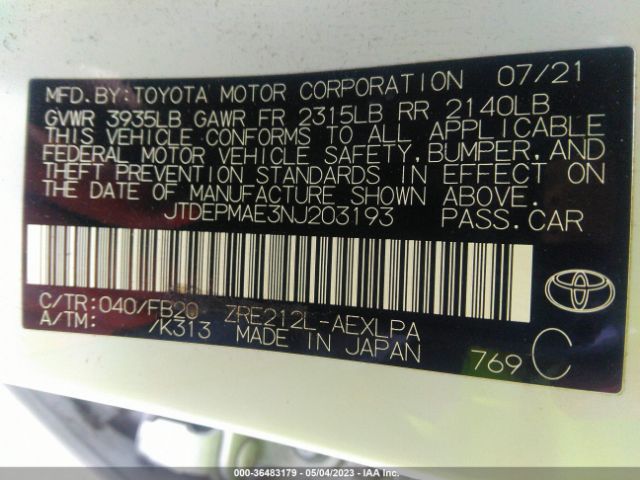 MFD.BY:TOYOTA MOTOR CORPORATION 07/21
GVWR 3935LB GAWR FR 2315LB RR 2140LB
THIS VEHICLE CONFORMS TO ALL APPLICABLE
FEDERAL MOTOR VEHICLE SAFETY,BUMPER,AND
THEFT PREVENTION STANDARDS IN EFFECT ON
THE DATE OF MANUFACTURE SHOWN ABOVE.
JTDEPMAE3NJ203193 PASS.CAR
C/TR:040/FB20 ZRE212L-AEXLPA
A/TM: /K313 MADE IN JAPAN
769 C
000-36483179 - 05/04/2023 - IAA Inc.